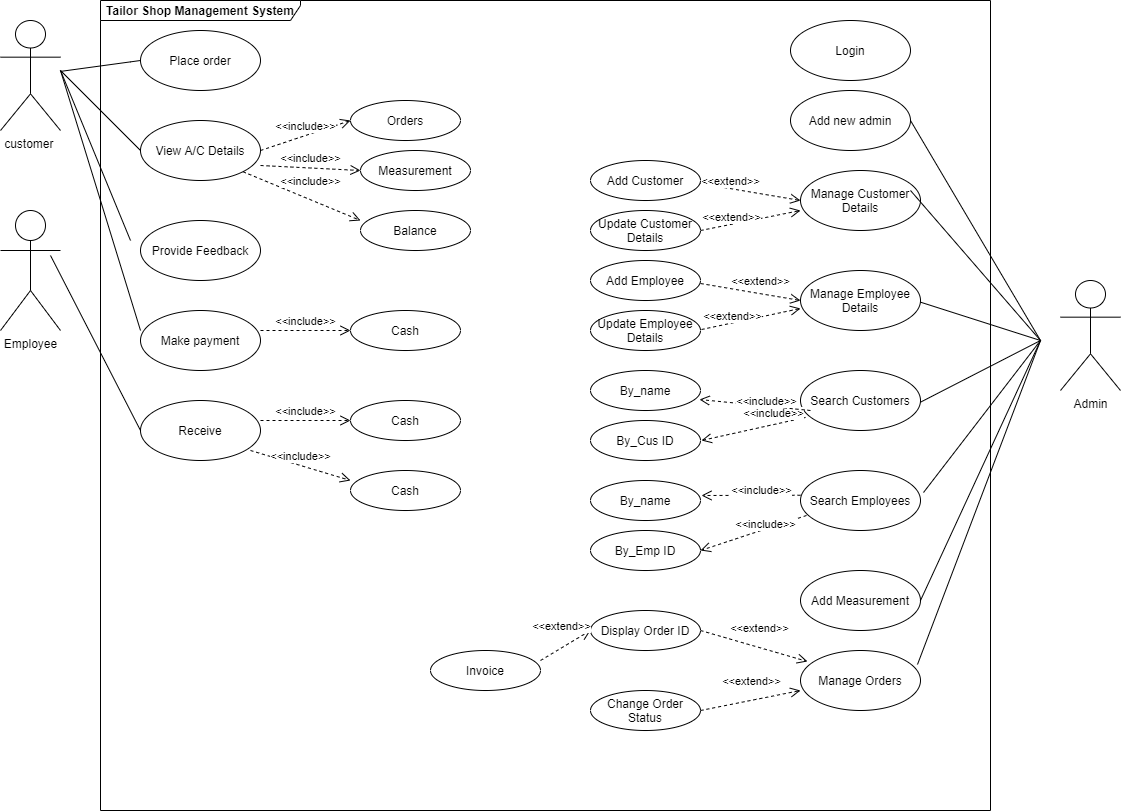 Tailor Shop Management System
customer
Employee
Admin
Place order
View A/C Details
<<include>>
Orders
<<include>>
Measurement
<<include>>
Balance
Provide Feedback
Make payment
<<include>>
Cash
Receive
<<include>>
Cash
<<include>>
Cash
Login
Add new admin
Add Customer
<<extend>>
Manage Customer
Details
Update Customer
Details
<<extend>>
Add Employee
<<extend>>
Manage Employee
Details
Update Employee
Details
<<extend>>
By_name
<<include>>
Search Customers
<<include>>
By_Cus ID
By_name
<<include>>
Search Employees
<<include>>
By_Emp ID
Add Measurement
Invoice
<<extend>>
Display Order ID
<<extend>>
Manage Orders
<<extend>>
Change Order
Status